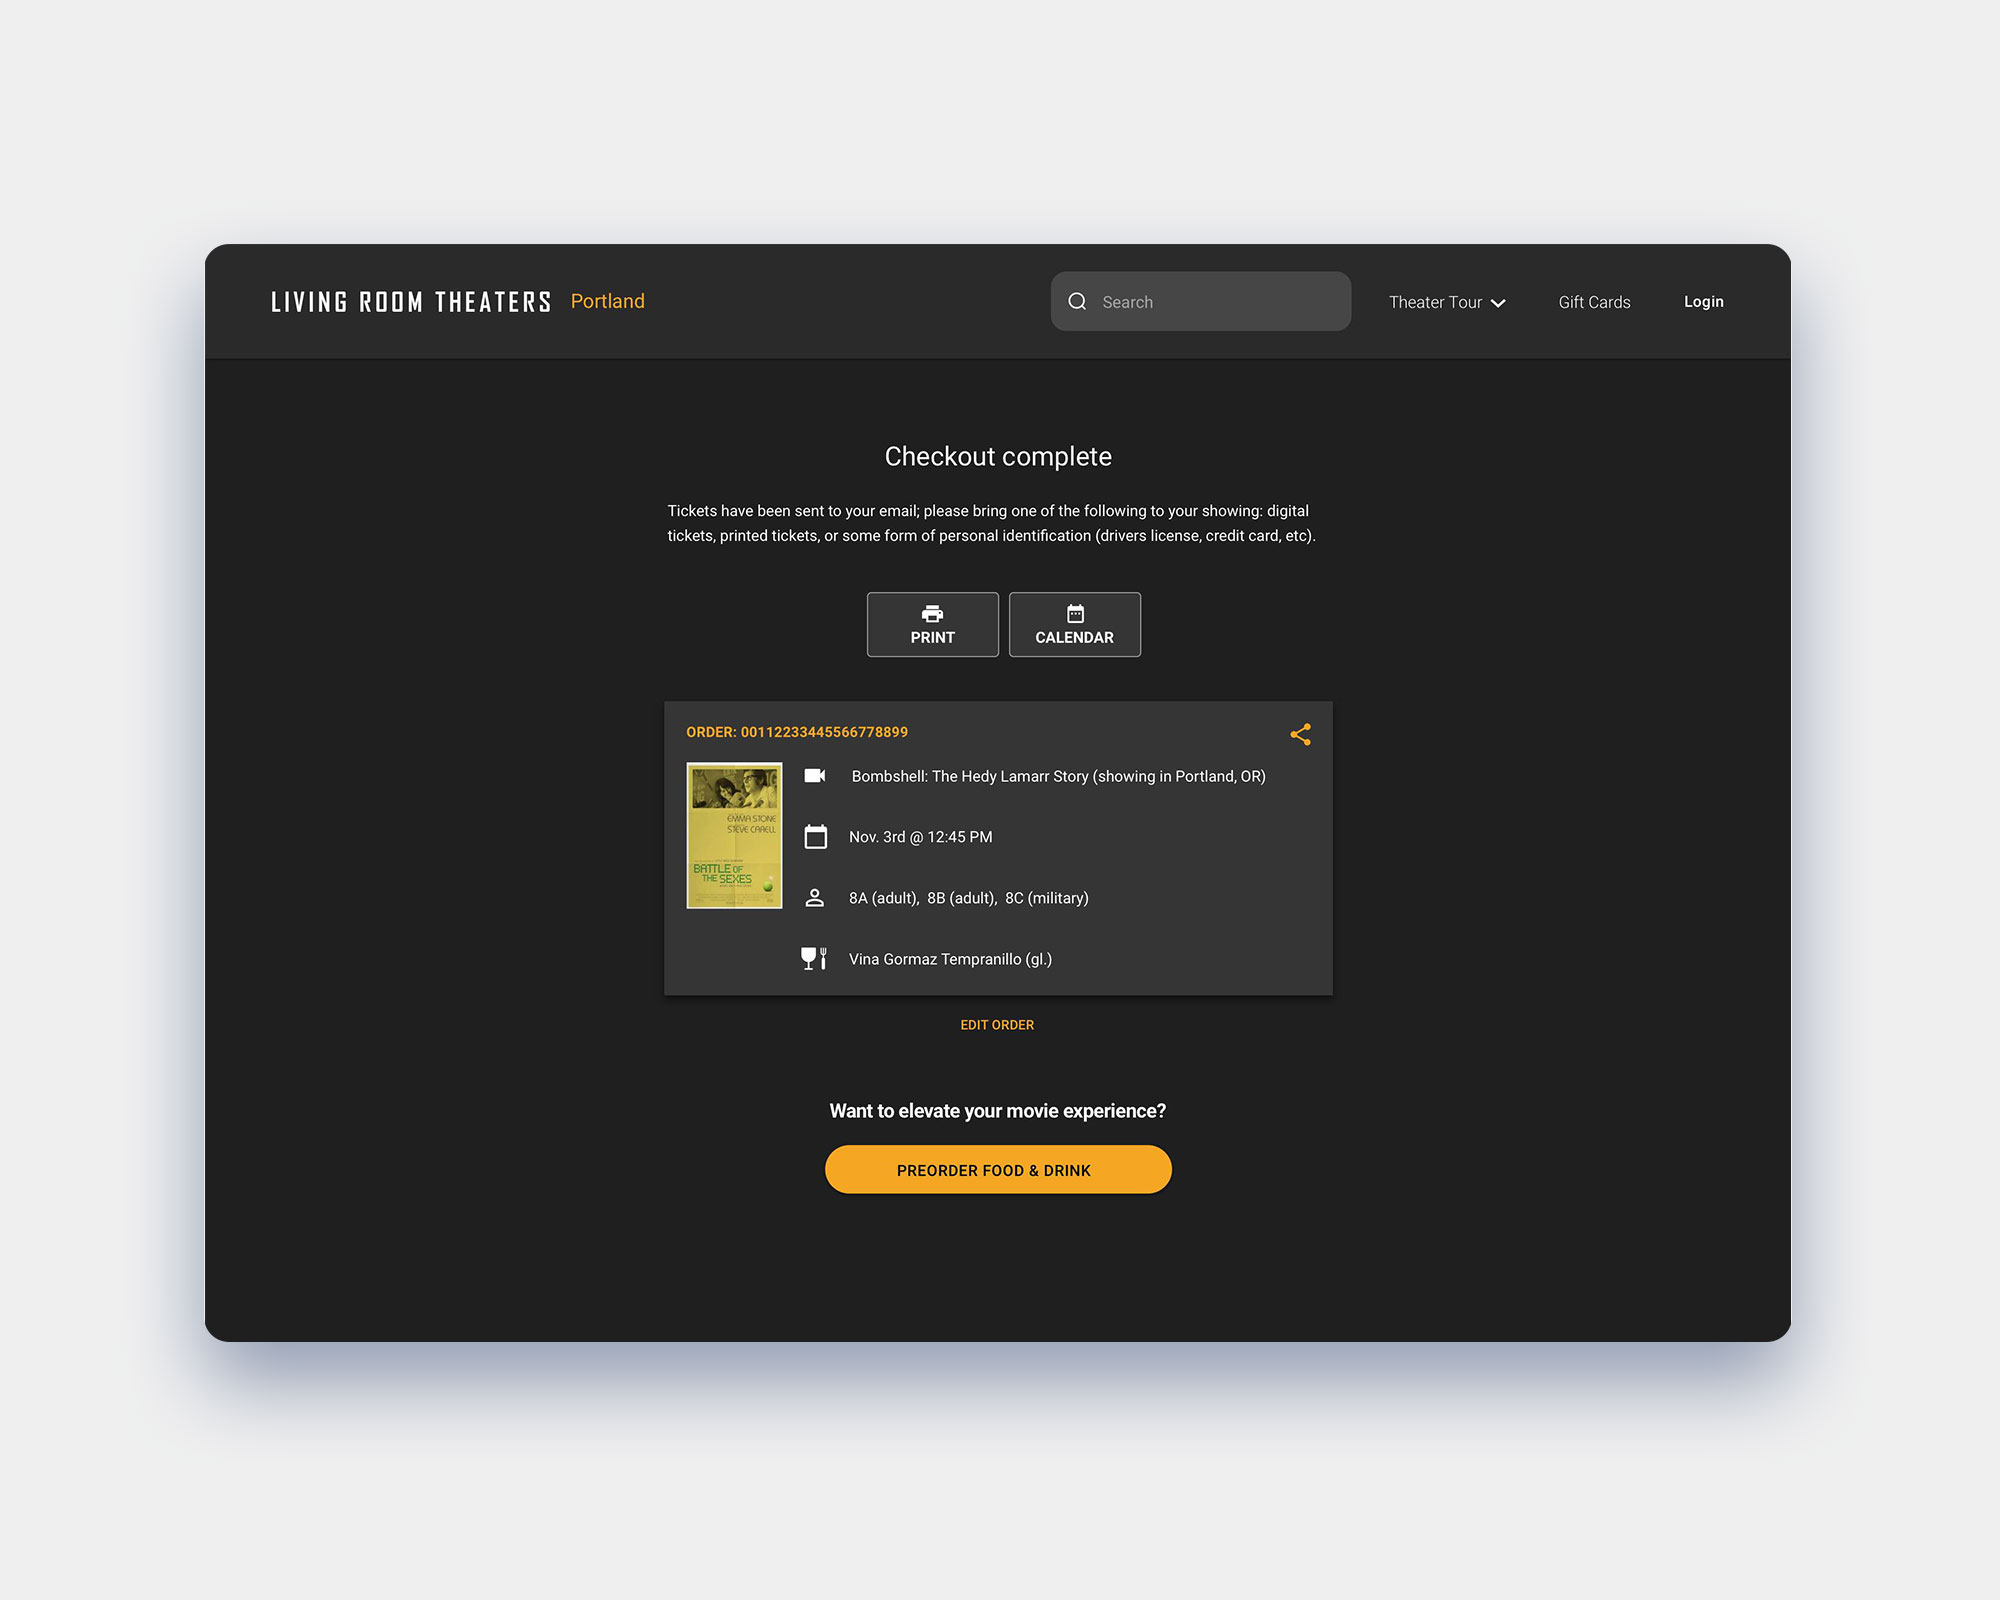 LIVING ROOM THEATERS Portland
Search
Theater Tour
Gift Cards
Login
Checkout complete
Tickets have been sent to your email; please bring one of the following to your showing: digital
tickets, printed tickets, or some form of personal identification (drivers license, credit card, etc).
PRINT
CALENDAR
ORDER: 00112233445566778899
EMMA STONE
STEVE CARELL
BATTLE OF
THE SEXES
Bombshell: The Hedy Lamarr Story (showing in Portland, OR)
Nov. 3rd @ 12:45 PM
8A (adult), 8B (adult), 8C (military)
Vina Gormaz Tempranillo (gl.)
EDIT ORDER
Want to elevate your movie experience?
PREORDER FOOD & DRINK